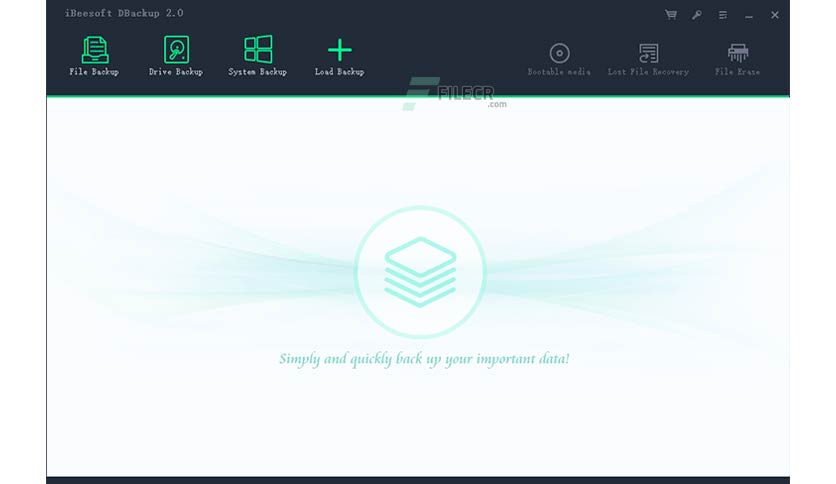 iBeesoft DBackup 2.0
File Backup
Drive Backup
System Backup
Load Backup
Bootable media
Lost File Recovery
File Eraze
FILECR
.com
Simply and quickly back up your important data!